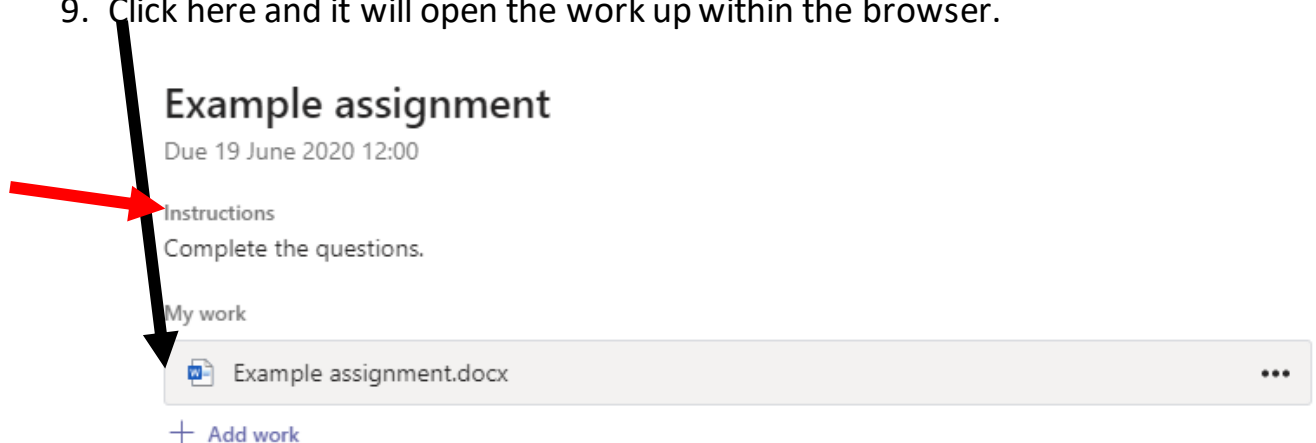 9. Click here and it will open the work up within the browser.
Example assignment
Due 19 June 2020 12:00
Instructions
Complete the questions.
My work
Example assignment.docx
+ Add work